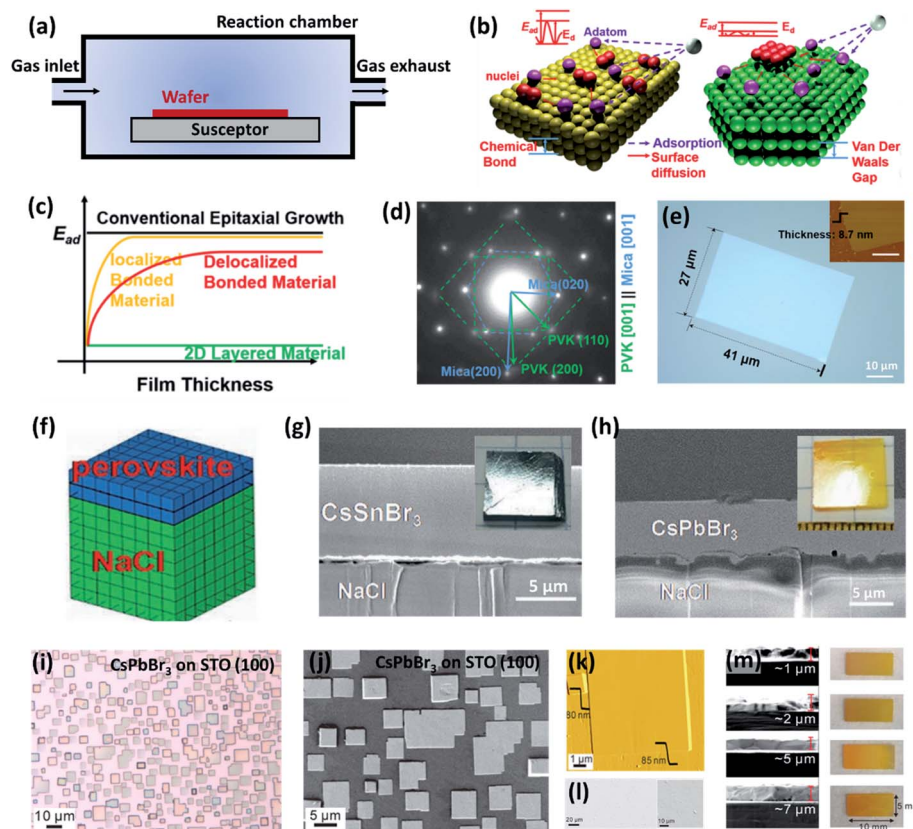 (a)
Reaction chamber
Gas inlet
Gas exhaust
Wafer
Susceptor
(b)
E_ad
E_d
Adatom
nuclei
Chemical
Bond
Adsorption
Surface
diffusion
E_ad
E_d
Van Der
Waals
Gap
(c)
E_ad
Conventional Epitaxial Growth
localized
Bonded
Material
Delocalized
Bonded Material
2D Layered Material
Film Thickness
(d)
Mica(020)
PVK (110)
Mica(200)
PVK (200)
PVK [001] || Mica [001]
(e)
Thickness: 8.7 nm
27 µm
41 µm
10 µm
(f)
perovskite
NaCl
(g)
CsSnBr₃
NaCl
5 µm
(h)
CsPbBr₃
NaCl
5 µm
(i)
CsPbBr₃ on STO (100)
10 µm
(j)
CsPbBr₃ on STO (100)
5 µm
(k)
80 nm
85 nm
1 µm
(l)
20 µm
10 µm
(m)
~1 µm
~2 µm
~5 µm
~7 µm
5 m
10 mm